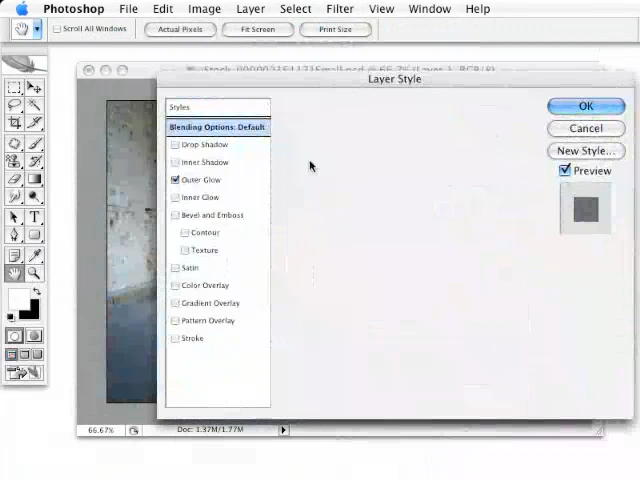 Photoshop File Edit Image Layer Select Filter View Window Help
Scroll All Windows Actual Pixels Fit Screen Print Size
Layer Style
Styles
Blending Options: Default
Drop Shadow
Inner Shadow
Outer Glow
Inner Glow
Bevel and Emboss
Contour
Texture
Satin
Color Overlay
Gradient Overlay
Pattern Overlay
Stroke
OK
Cancel
New Style...
Preview
T
66.67% Doc: 1.37M/1.77M